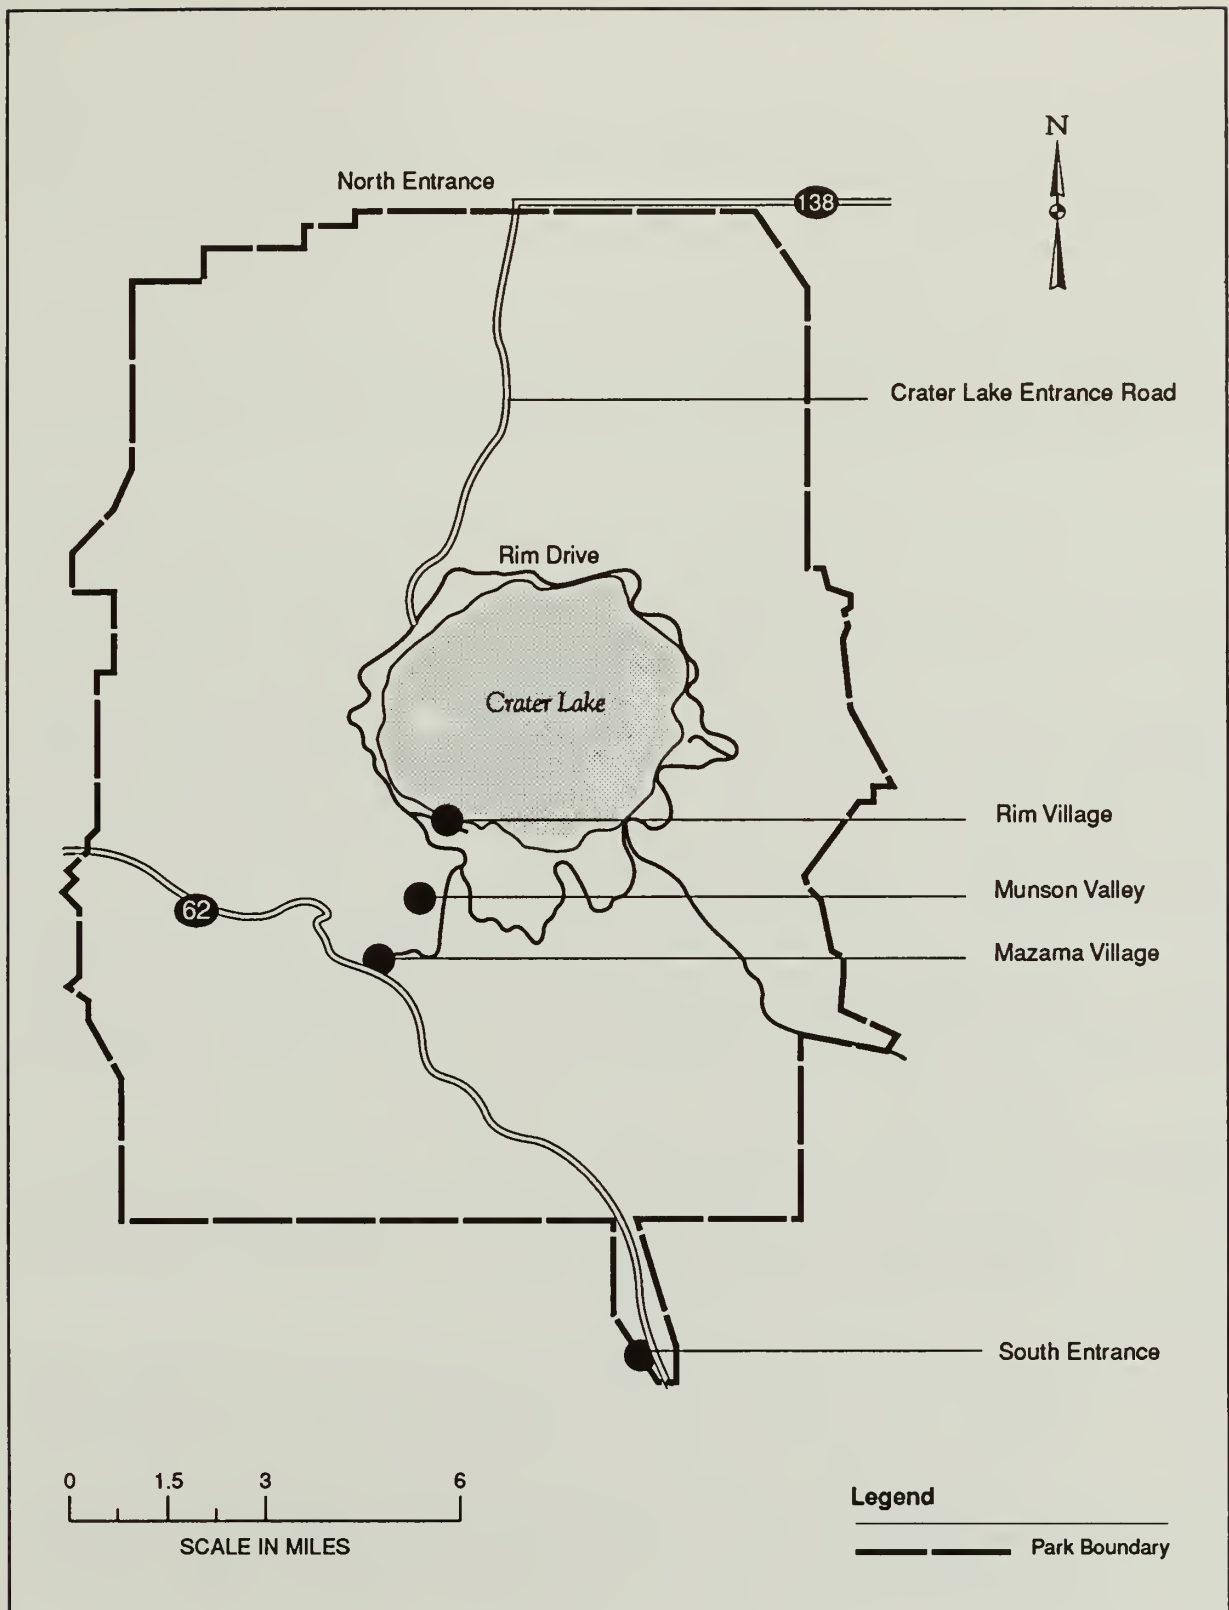 N
North Entrance
138
Crater Lake Entrance Road
Rim Drive
Crater Lake
Rim Village
Munson Valley
62
Mazama Village
South Entrance
0 1.5 3 6
SCALE IN MILES
Legend
Park Boundary